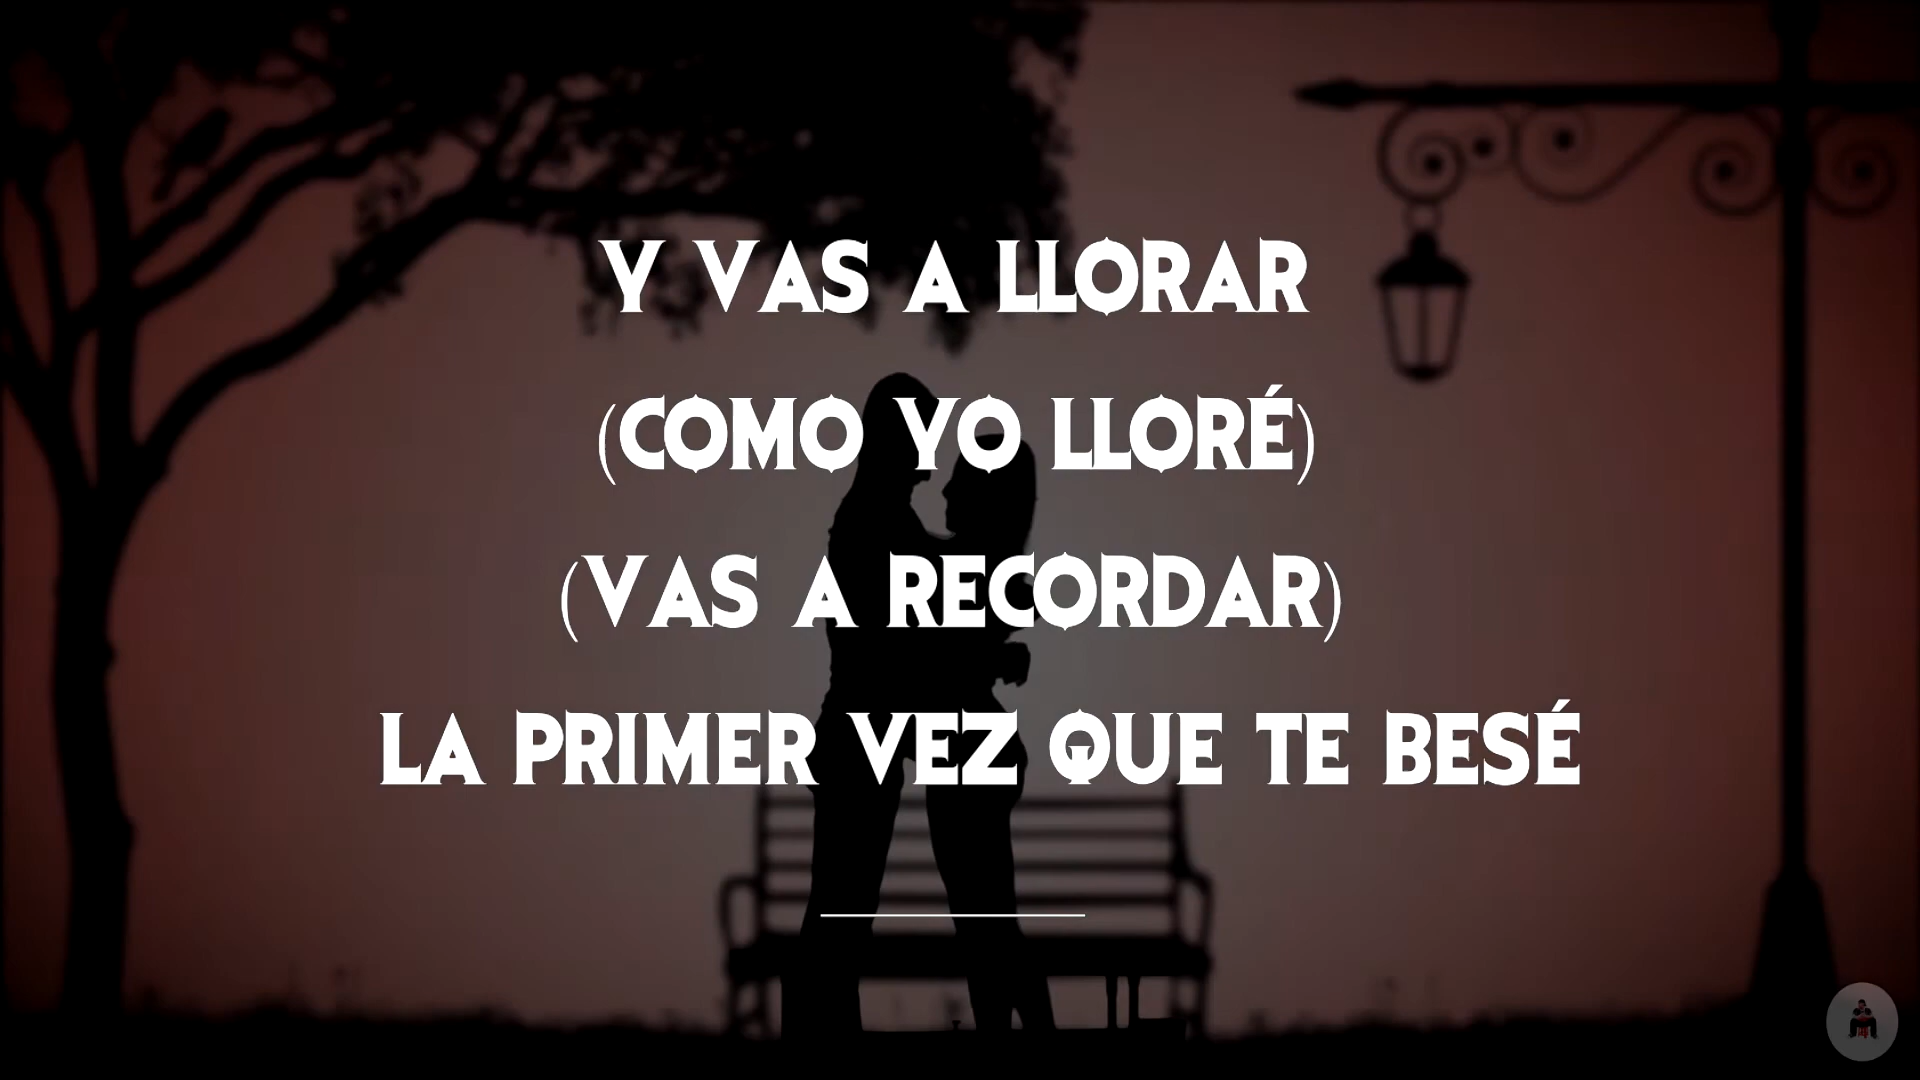 Y VAS A LLORAR
(COMO YO LLORÉ)
(VAS A RECORDAR)
LA PRIMER VEZ QUE TE BESÉ